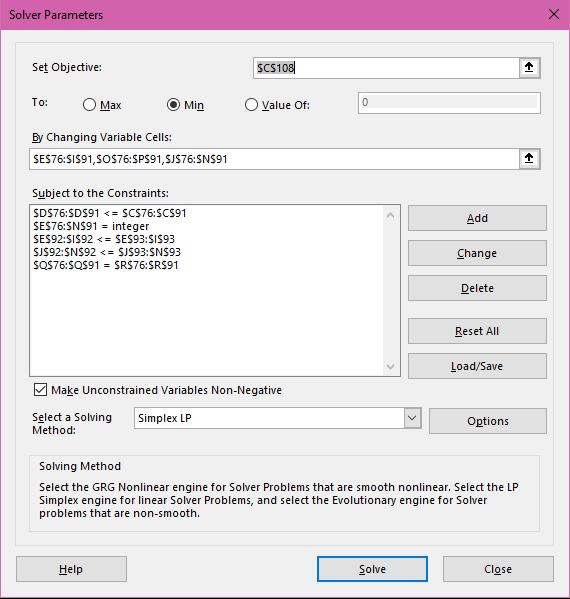 Solver Parameters
Set Objective:
$C$108
To:
Max
Min
Value Of:
0
By Changing Variable Cells:
$E$76:$I$91,$O$76:$P$91,$J$76:$N$91
Subject to the Constraints:
$D$76:$D$91 <= $C$76:$C$91
$E$76:$N$91 = integer
$E$92:$I$92 <= $E$93:$I$93
$J$92:$N$92 <= $J$93:$N$93
$Q$76:$Q$91 = $R$76:$R$91
Add
Change
Delete
Reset All
Load/Save
Make Unconstrained Variables Non-Negative
Select a Solving
Method:
Simplex LP
Options
Solving Method
Select the GRG Nonlinear engine for Solver Problems that are smooth nonlinear. Select the LP
Simplex engine for linear Solver Problems, and select the Evolutionary engine for Solver
problems that are non-smooth.
Help
Solve
Close